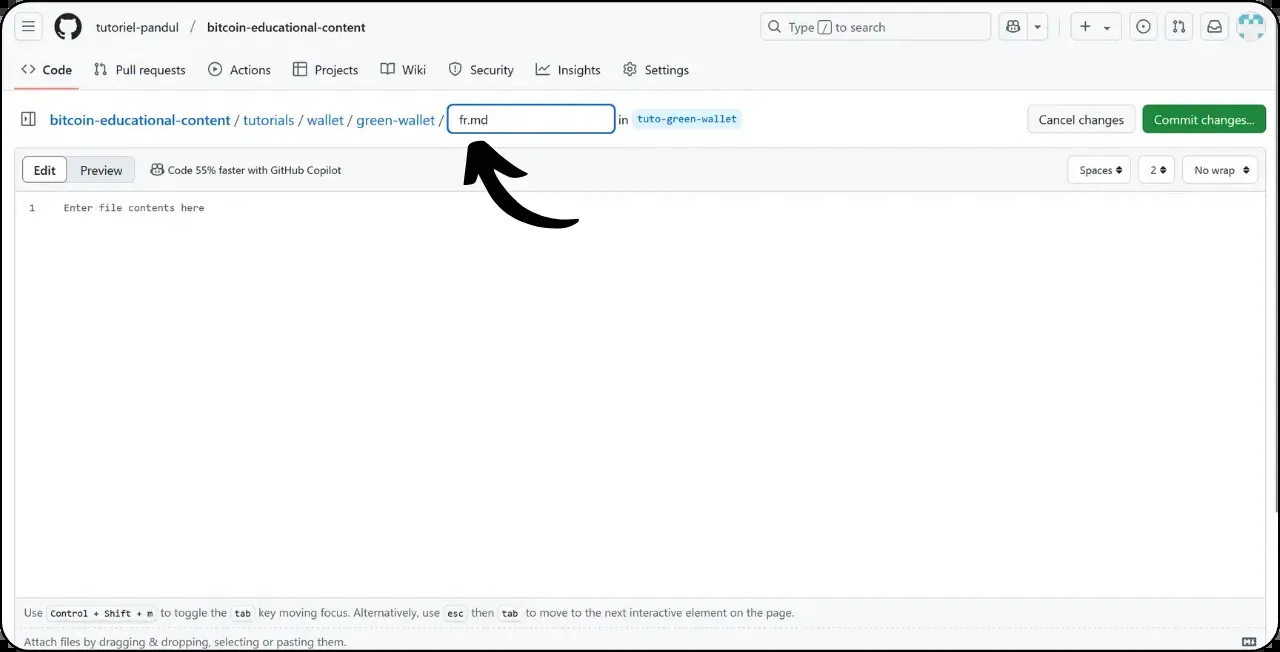 tutoriel-pandul / bitcoin-educational-content Type / to search
Code Pull requests Actions Projects Wiki Security Insights Settings
bitcoin-educational-content / tutorials / wallet / green-wallet / fr.md in tuto-green-wallet Cancel changes Commit changes...
Edit Preview Code 55% faster with GitHub Copilot Spaces 2 No wrap
1 Enter file contents here
Use Control + Shift + m to toggle the tab key moving focus. Alternatively, use esc then tab to move to the next interactive element on the page.
Attach files by dragging & dropping, selecting or pasting them.